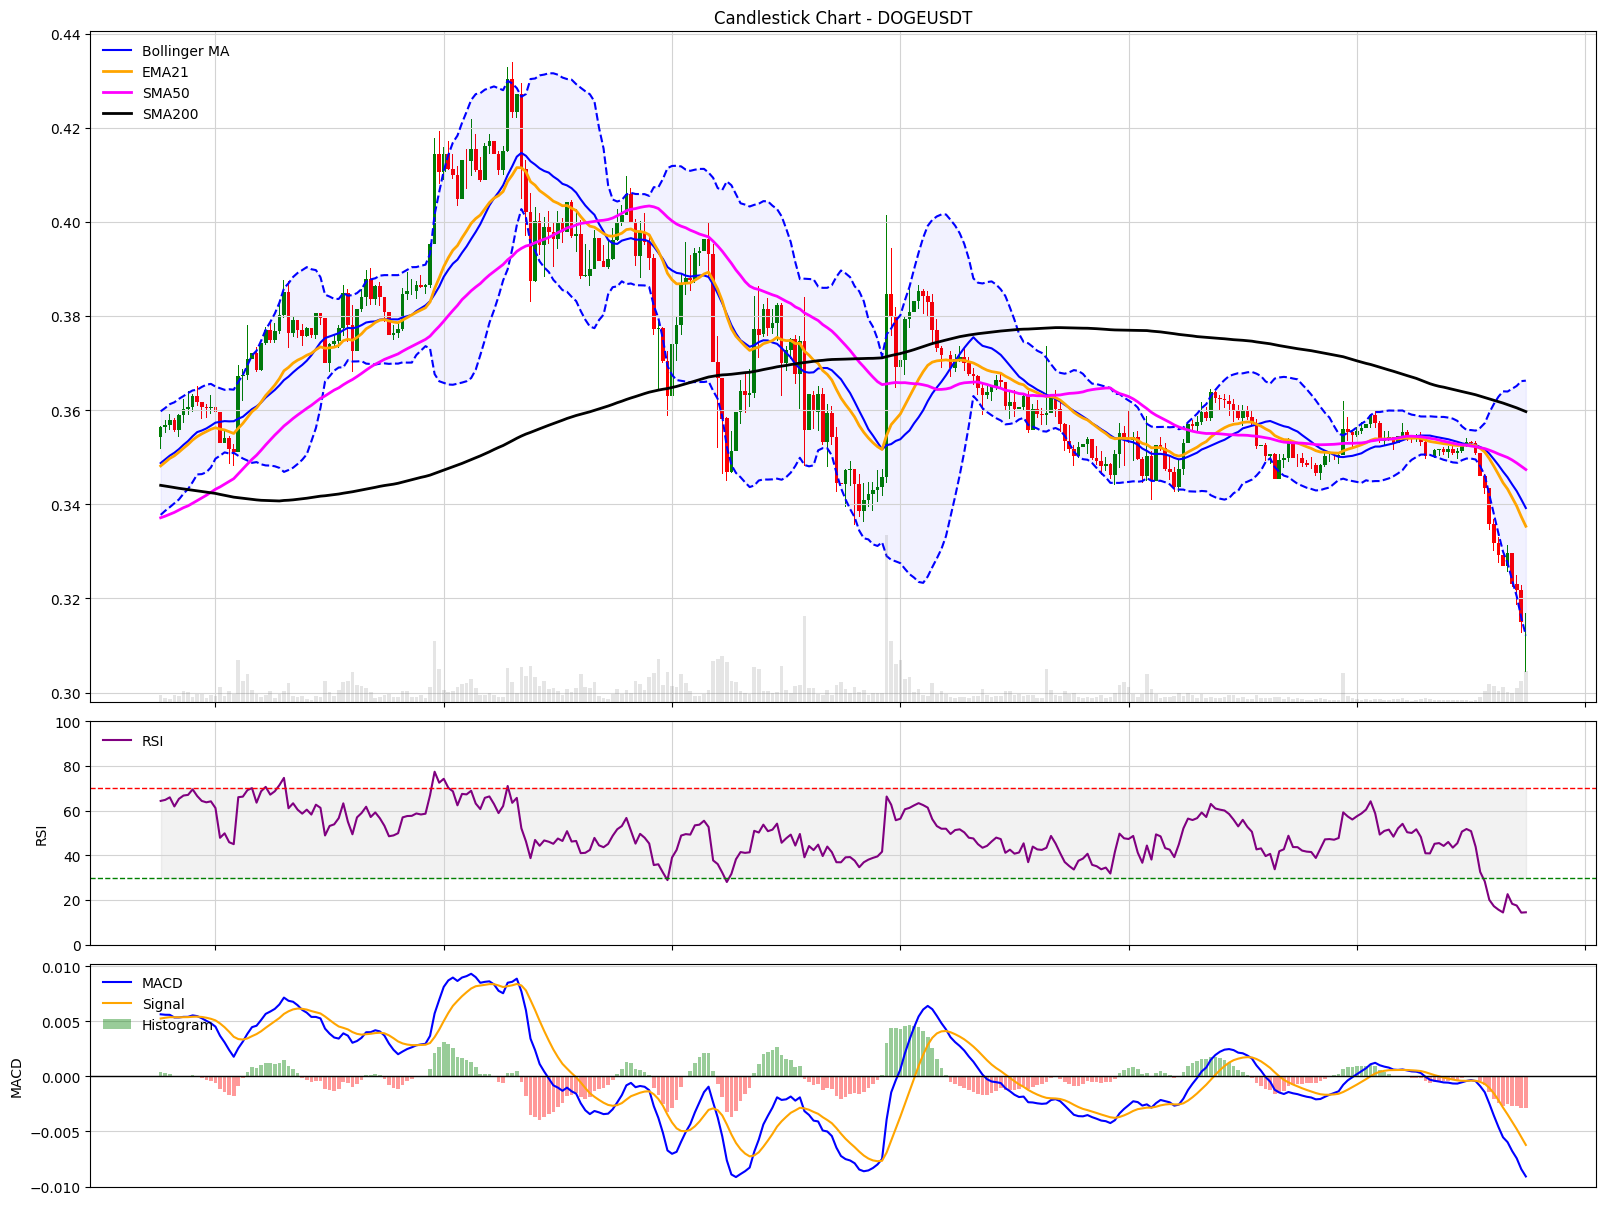 Candlestick Chart - DOGEUSDT
0.44
Bollinger MA
EMA21
SMA50
SMA200
0.42
0.40
0.38
0.36
0.34
0.32
0.30
100
RSI
80
60
RSI
40
20
0
0.010
MACD
Signal
Histogram
0.005
0.000
MACD
−0.005
−0.010